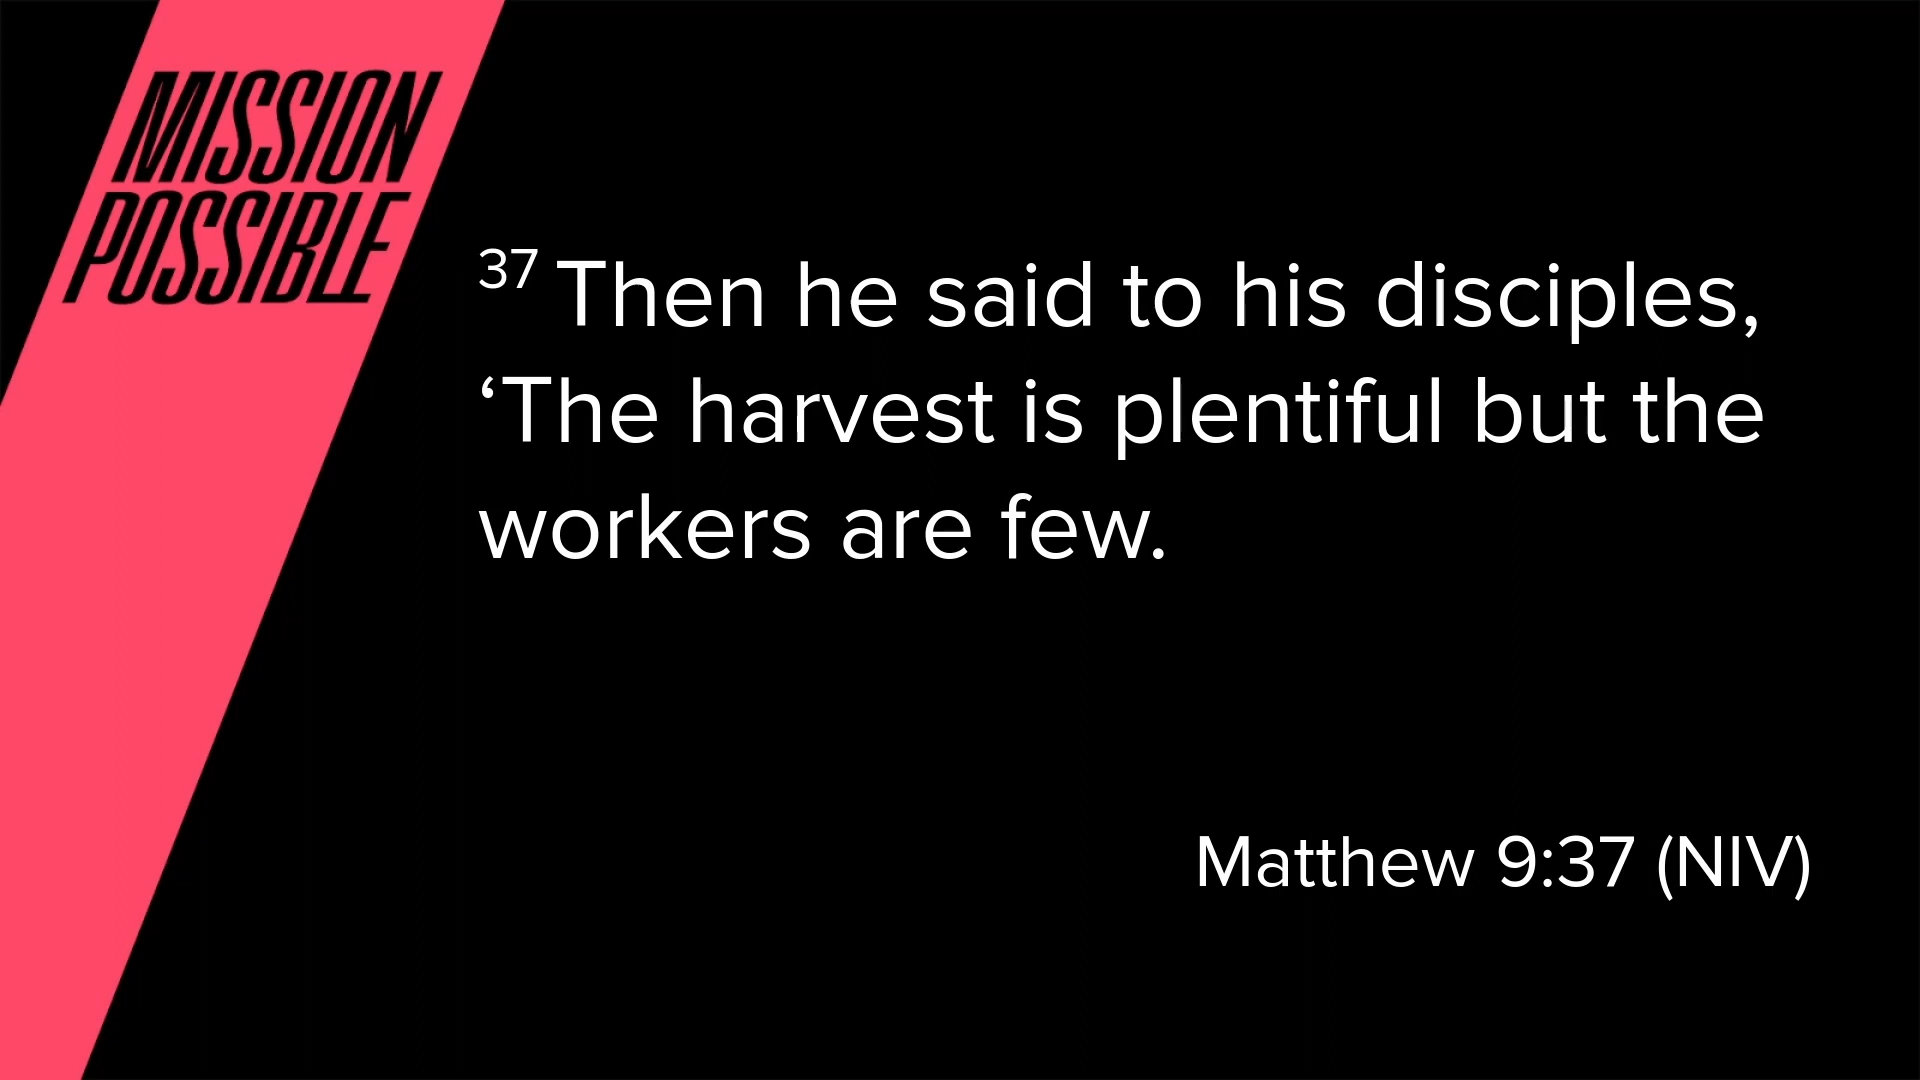 MISSION
POSSIBLE
37 Then he said to his disciples,
‘The harvest is plentiful but the
workers are few.
Matthew 9:37 (NIV)